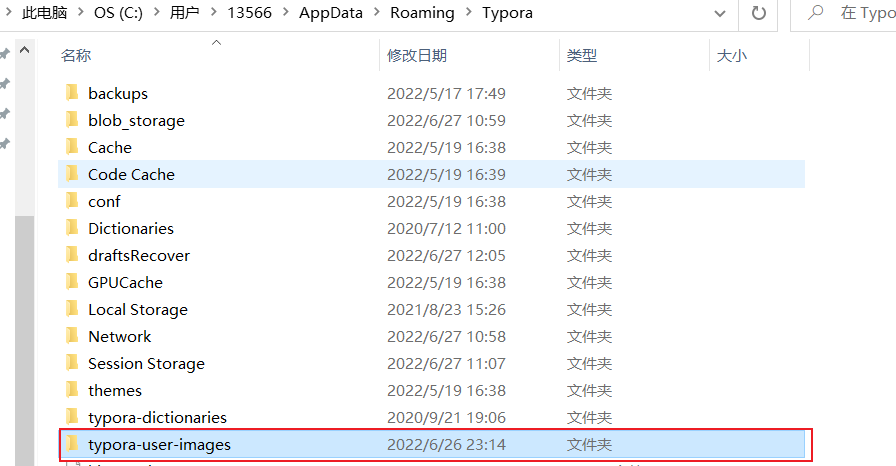 此电脑 > OS (C:) > 用户 > 13566 > AppData > Roaming > Typora 在 Typo
名称 修改日期 类型 大小
backups 2022/5/17 17:49 文件夹
blob_storage 2022/6/27 10:59 文件夹
Cache 2022/5/19 16:38 文件夹
Code Cache 2022/5/19 16:39 文件夹
conf 2022/5/19 16:38 文件夹
Dictionaries 2020/7/12 11:00 文件夹
draftsRecover 2022/6/27 12:05 文件夹
GPUCache 2022/5/19 16:38 文件夹
Local Storage 2021/8/23 15:26 文件夹
Network 2022/6/27 10:58 文件夹
Session Storage 2022/6/27 11:07 文件夹
themes 2022/5/19 16:38 文件夹
typora-dictionaries 2020/9/21 19:06 文件夹
typora-user-images 2022/6/26 23:14 文件夹